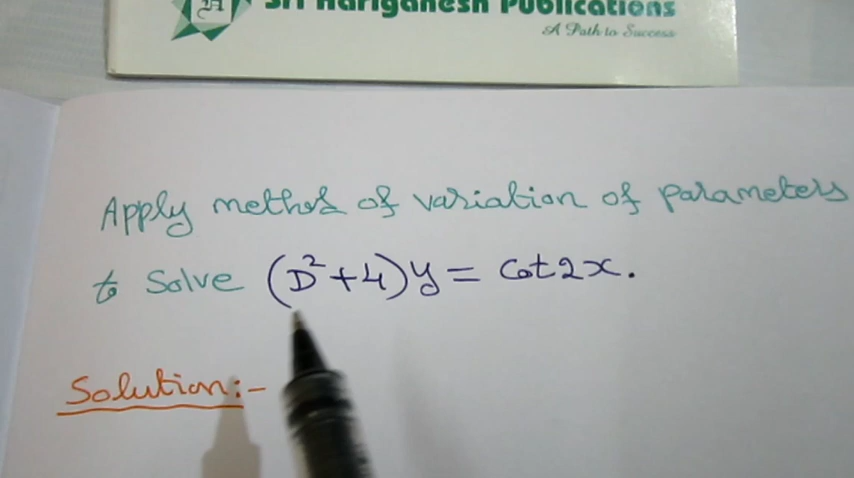 Sri Hariganesh Publications
A Path to Success
Apply method of variation of parameters
to Solve (D²+4)y = Cot2x.
Solution:-